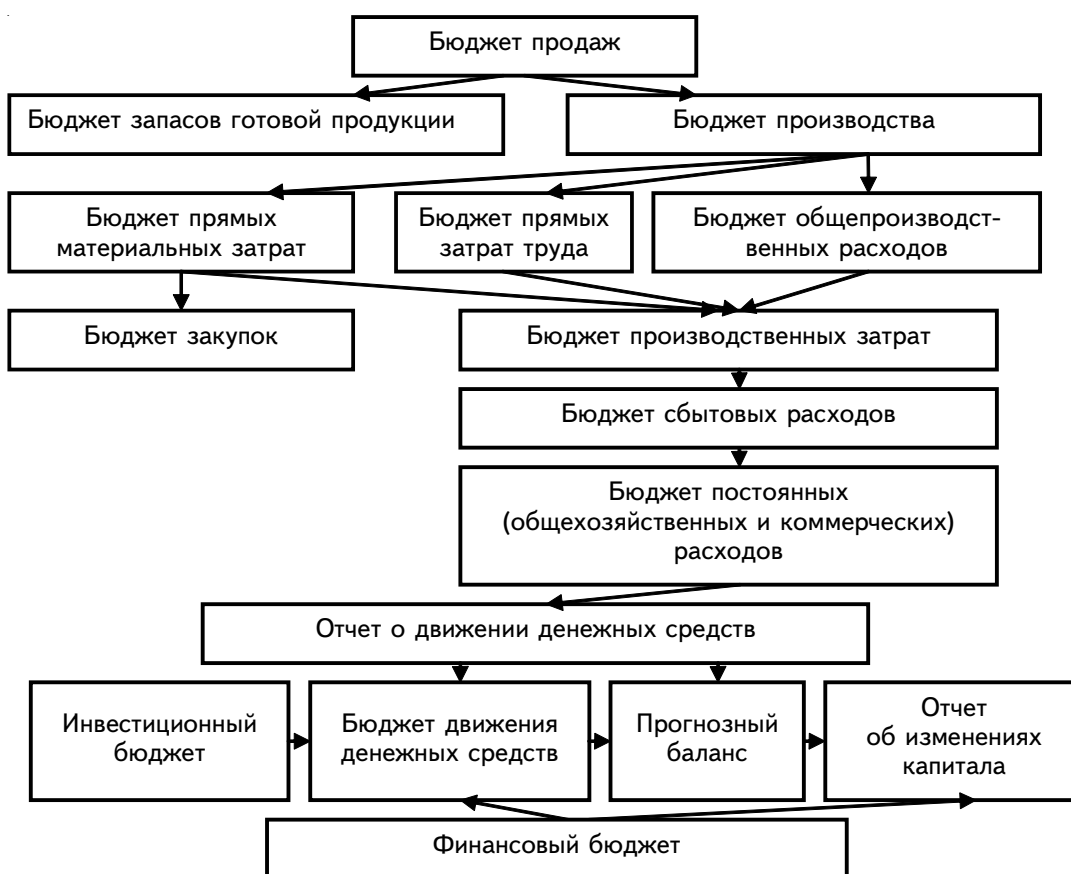 Бюджет продаж
Бюджет запасов готовой продукции
Бюджет производства
Бюджет прямых
материальных затрат
Бюджет прямых
затрат труда
Бюджет общепроизводст-
венных расходов
Бюджет закупок
Бюджет производственных затрат
Бюджет сбытовых расходов
Бюджет постоянных
(общехозяйственных и коммерческих)
расходов
Отчет о движении денежных средств
Инвестиционный
бюджет
Бюджет движения
денежных средств
Прогнозный
баланс
Отчет
об изменениях
капитала
Финансовый бюджет